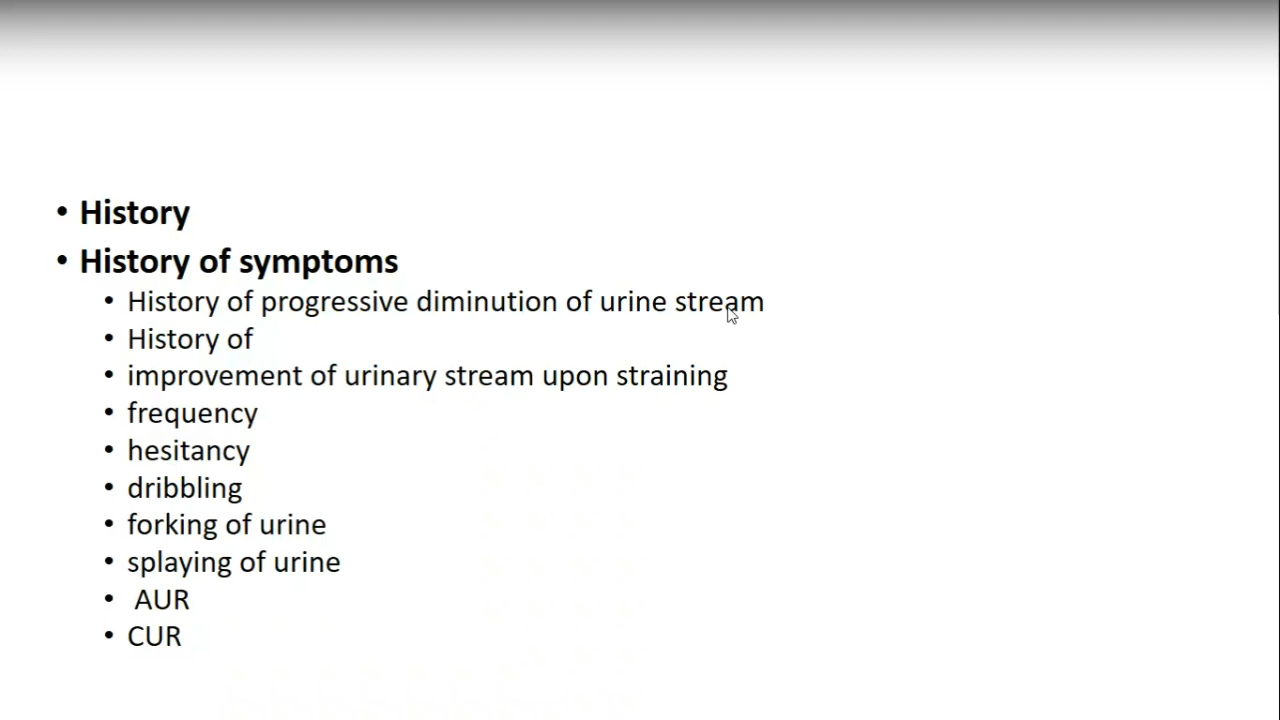 • History
• History of symptoms
• History of progressive diminution of urine stream
• History of
• improvement of urinary stream upon straining
• frequency
• hesitancy
• dribbling
• forking of urine
• splaying of urine
• AUR
• CUR